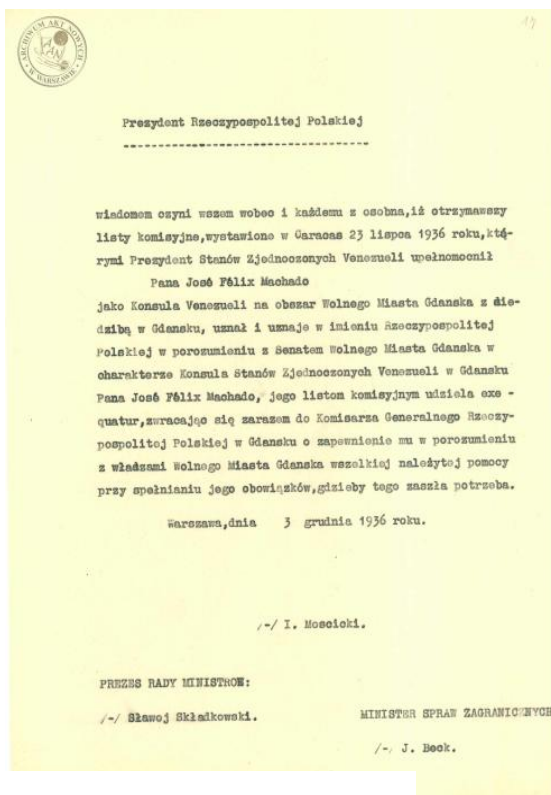 ARCHIWUM AKT NOWYCH
W WARSZAWIE
Prezydent Rzeczypospolitej Polskiej
-----------------------------------
wiadomem czyni wszem wobec i każdemu z osobna,iż otrzymawszy
listy komisyjne,wystawione w Caracas 23 lispca 1936 roku,któ-
rymi Prezydent Stanów Zjednoczonych Venezueli upełnomocnił
Pana José Félix Machado
jako Konsula Venezueli na obszar Wolnego Miasta Gdanska z sie-
dzibą w Gdansku, uznał i uznaje w imieniu Rzeczypospolitej
Polskiej w porozumieniu z Senatem Wolnego Miasta Gdanska w
charakterze Konsula Stanów Zjednoczonych Venezueli w Gdansku
Pana José Félix Machado, jego listom komisyjnym udziela exe -
quatur,zwracając się zarazem do Komisarza Generalnego Rzeczy-
pospolitej Polskiej w Gdansku o zapewnienie mu w porozumieniu
z władzami Wolnego Miasta Gdanska wszelkiej należytej pomocy
przy spełnianiu jego obowiązków,gdzieby tego zaszła potrzeba.
Warszawa,dnia 3 grudnia 1936 roku.
/-/ I. Moscicki.
PREZES RADY MINISTROW:
/-/ Sławoj Składkowski.
MINISTER SPRAW ZAGRANICZNYCH
/-/ J. Beck.